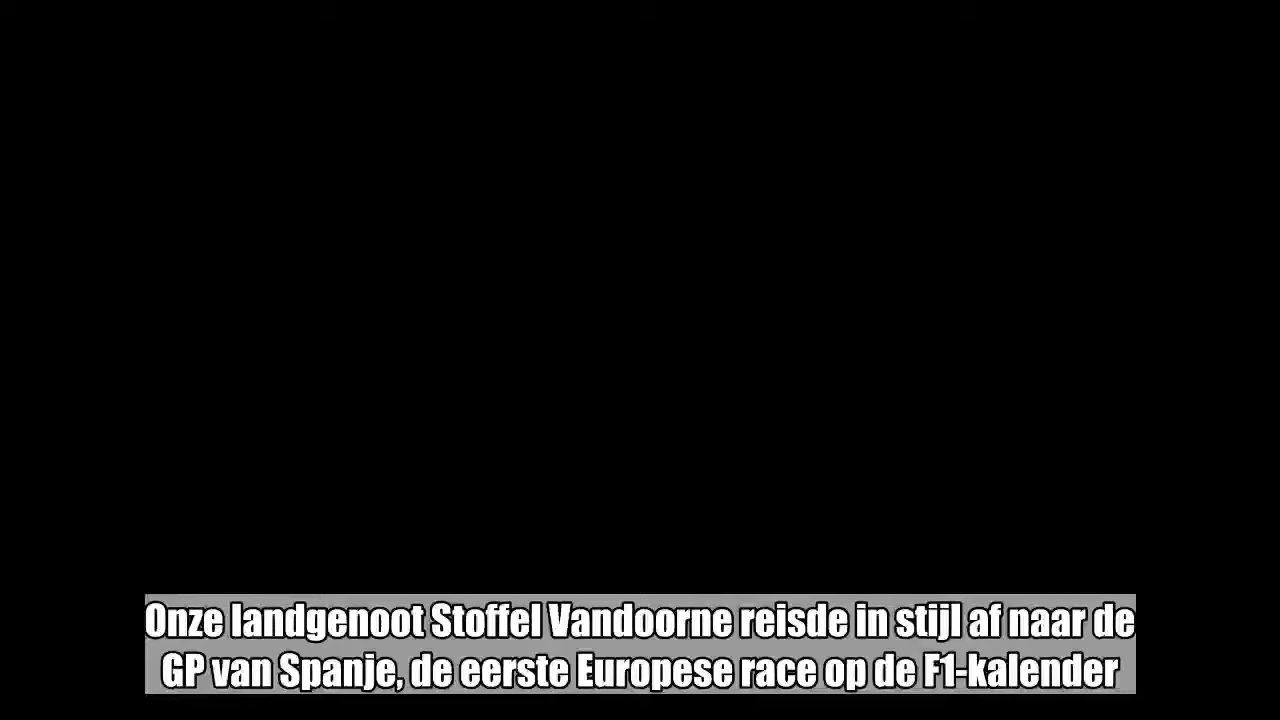 Onze landgenoot Stoffel Vandoorne reisde in stijl af naar de
GP van Spanje, de eerste Europese race op de F1-kalender